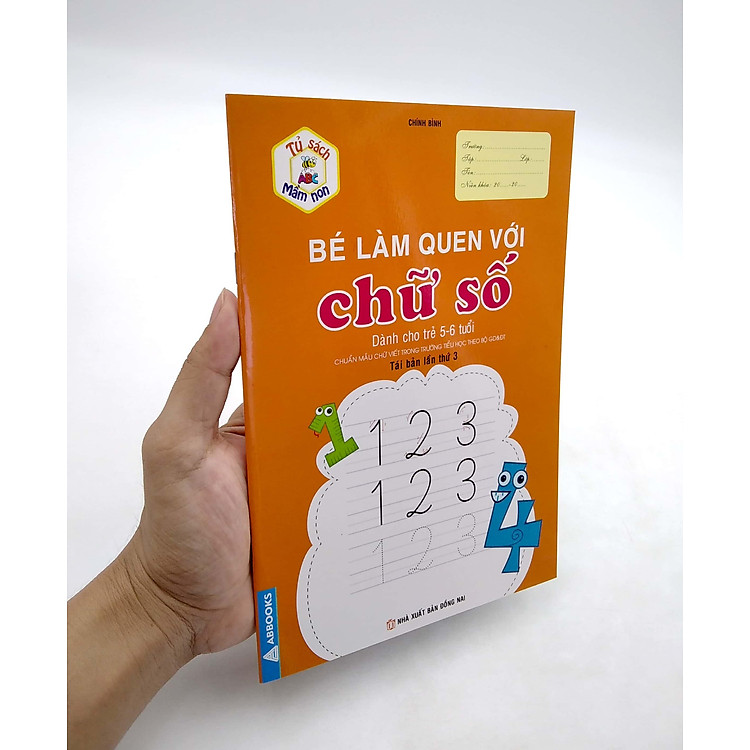 CHÍNH BÌNH
Tủ sách
ABC
Mầm non
Trường:
Tập: Lớp:
Tên:
Niên khóa: 20.....-20.....
BÉ LÀM QUEN VỚI
chữ số
Dành cho trẻ 5-6 tuổi
CHUẨN MẪU CHỮ VIẾT TRONG TRƯỜNG TIỂU HỌC THEO BỘ GD&ĐT
Tái bản lần thứ 3
1
1 2 3
1 2 3
1 2 3
4
ABBOOKS
NHÀ XUẤT BẢN ĐỒNG NAI